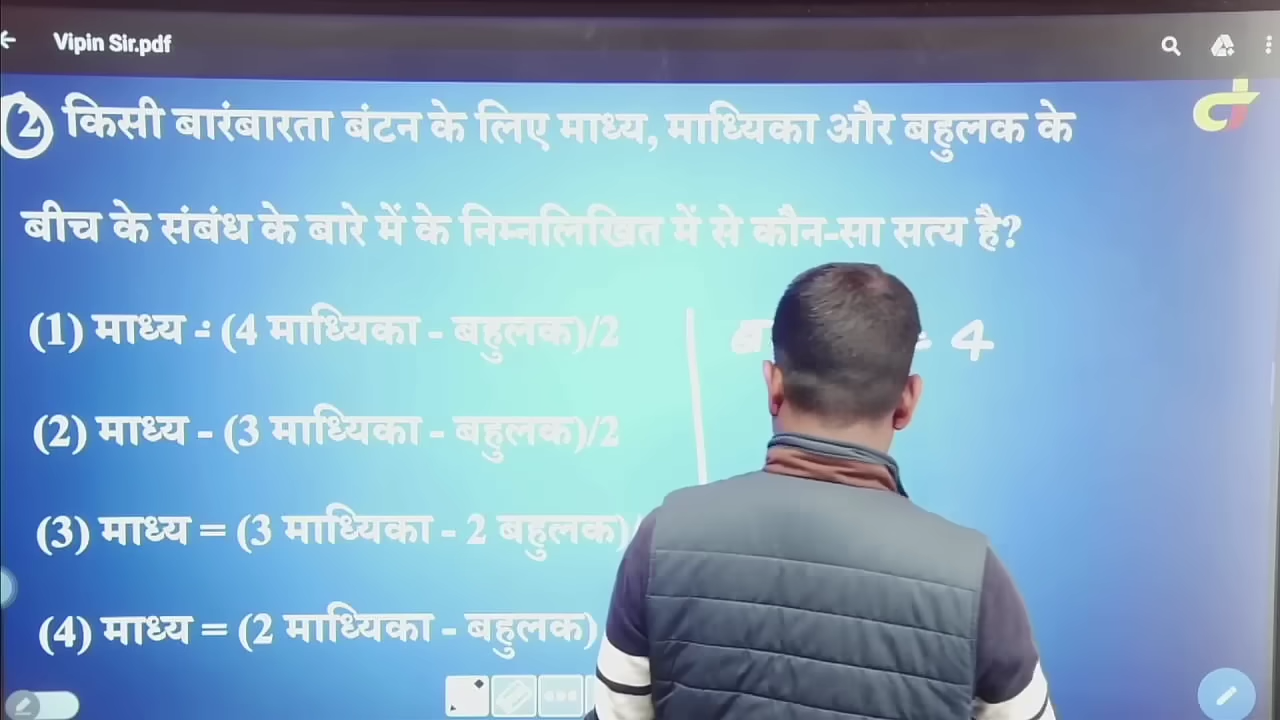 Vipin Sir.pdf
2 किसी बारंबारता बंटन के लिए माध्य, माध्यिका और बहुलक के
बीच के संबंध के बारे में के निम्नलिखित में से कौन-सा सत्य है?
(1) माध्य - (4 माध्यिका - बहुलक)/2
= 4
(2) माध्य - (3 माध्यिका - बहुलक)/2
(3) माध्य = (3 माध्यिका - 2 बहुलक)/
(4) माध्य = (2 माध्यिका - बहुलक)